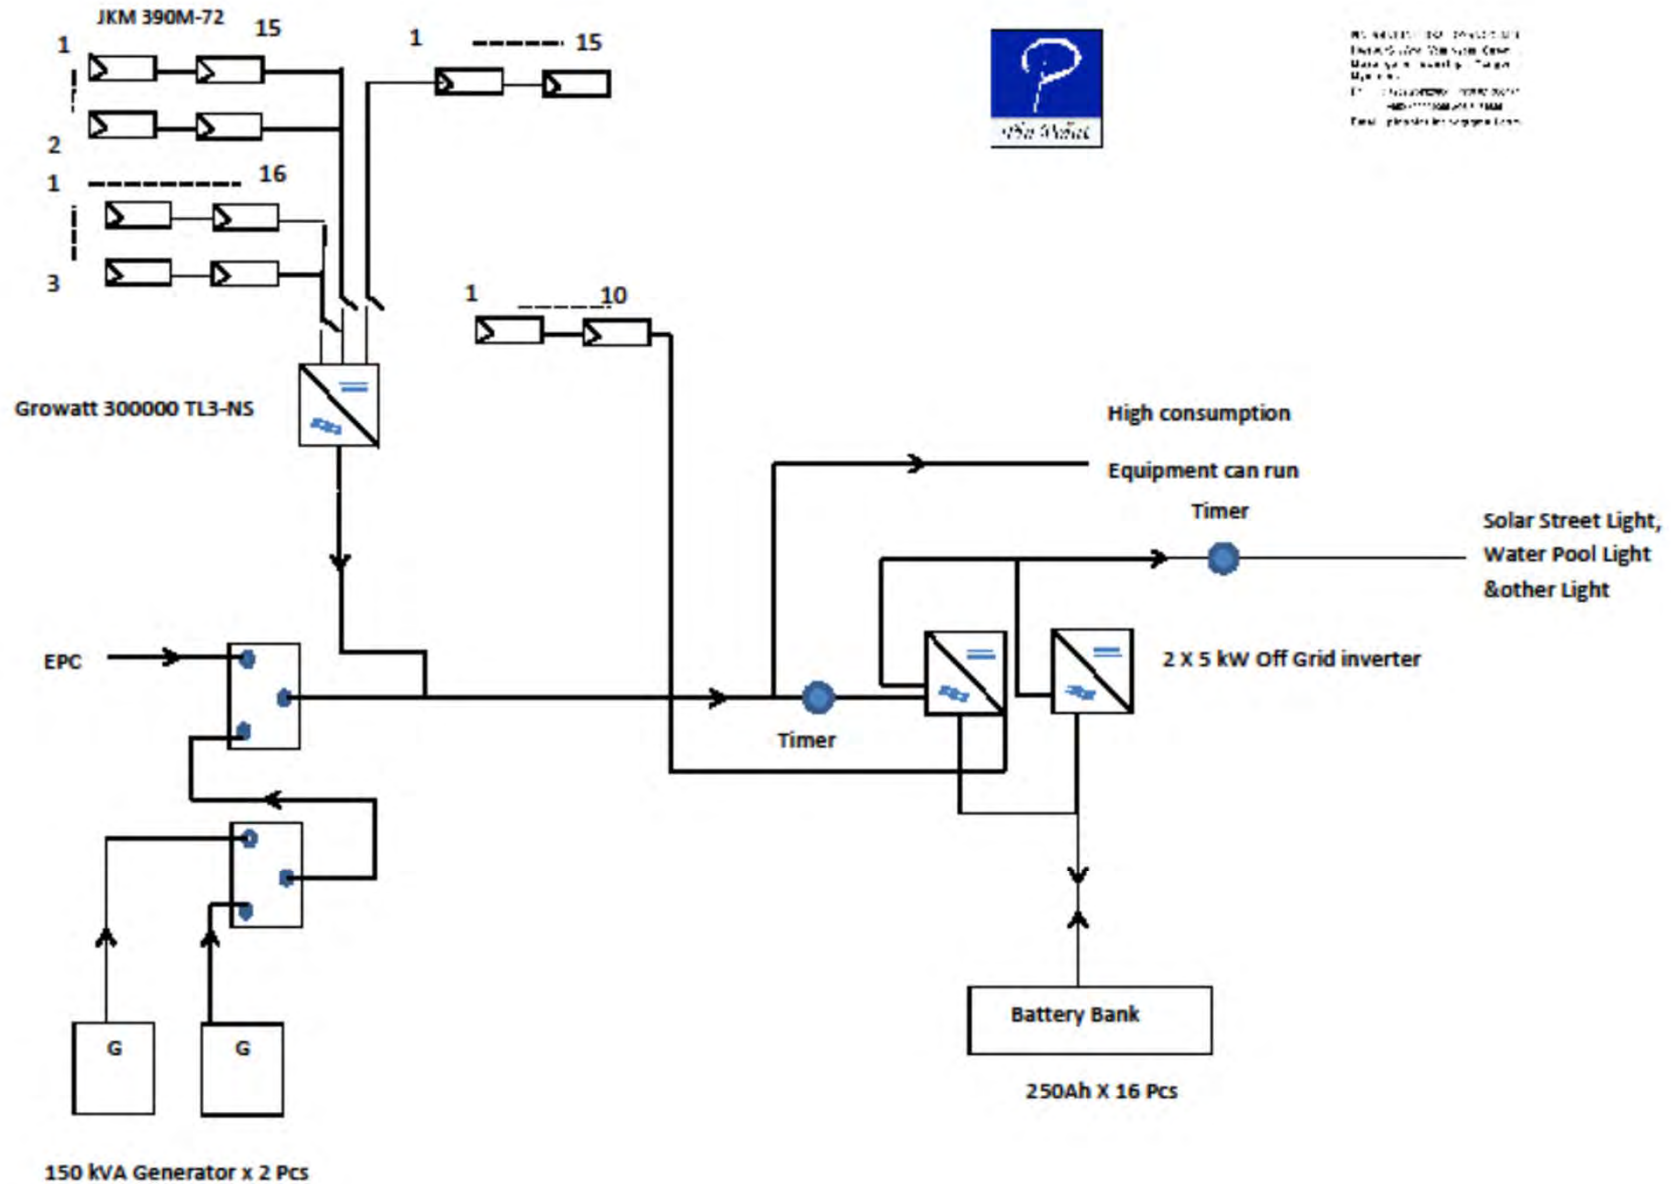 JKM 390M-72
1
15
2
1
15
1
16
3
1
10
Growatt 300000 TL3-NS
High consumption
Equipment can run
Timer
Solar Street Light,
Water Pool Light
&other Light
EPC
2 X 5 kW Off Grid inverter
Timer
G
G
Battery Bank
250Ah X 16 Pcs
150 kVA Generator x 2 Pcs